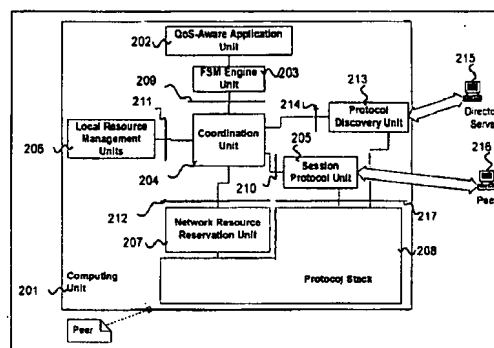 QoS-Aware Application
Unit
202
FSM Engine
Unit
203
209
211
Local Resource
Management
Units
206
Coordination
Unit
204
214
213
Protocol
Discovery Unit
215
Director
Serve
205
Session
Protocol Unit
210
216
Pee
212
217
Network Resource
Reservation Unit
207
208
Protocol Stack
Computing
Unit
201
Peer